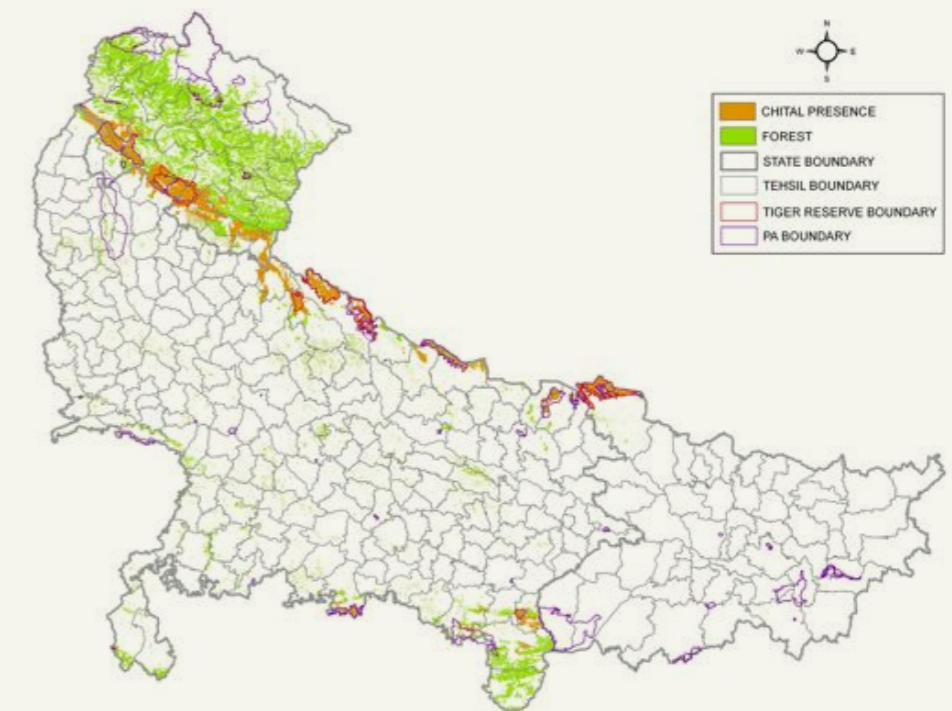 N
W E
S
CHITAL PRESENCE
FOREST
STATE BOUNDARY
TEHSIL BOUNDARY
TIGER RESERVE BOUNDARY
PA BOUNDARY